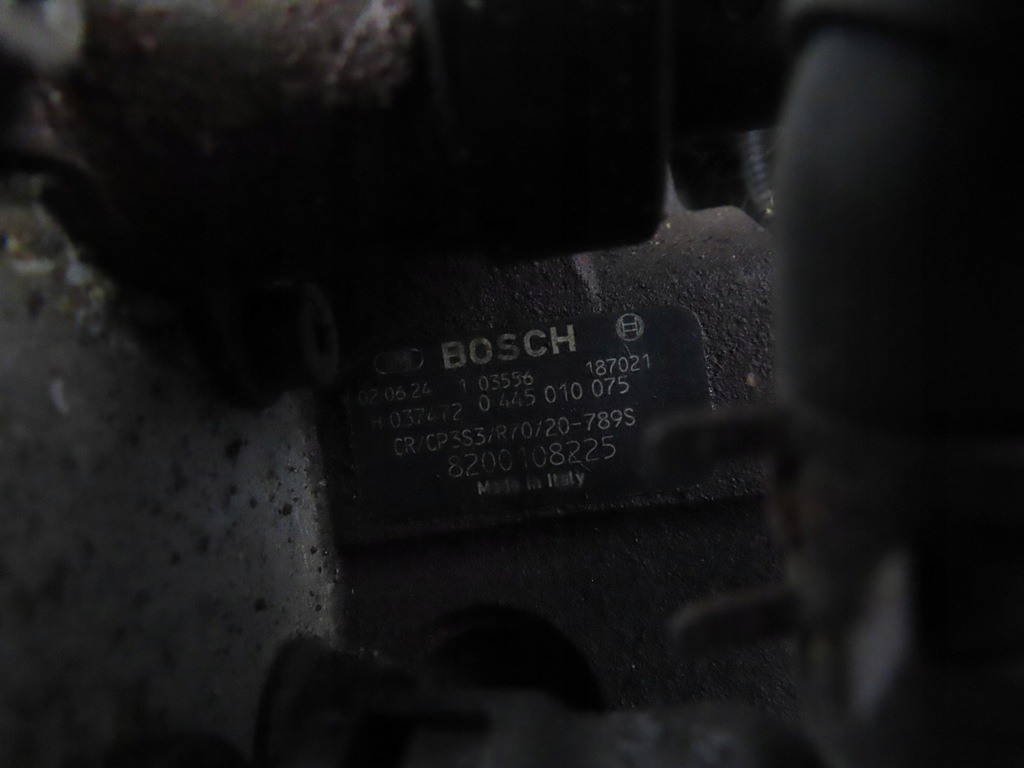 BOSCH
02.06.24 1 03556 187021
H 037472 0 445 010 075
CR/CP3S3/R70/20-789S
8200108225
Made in Italy